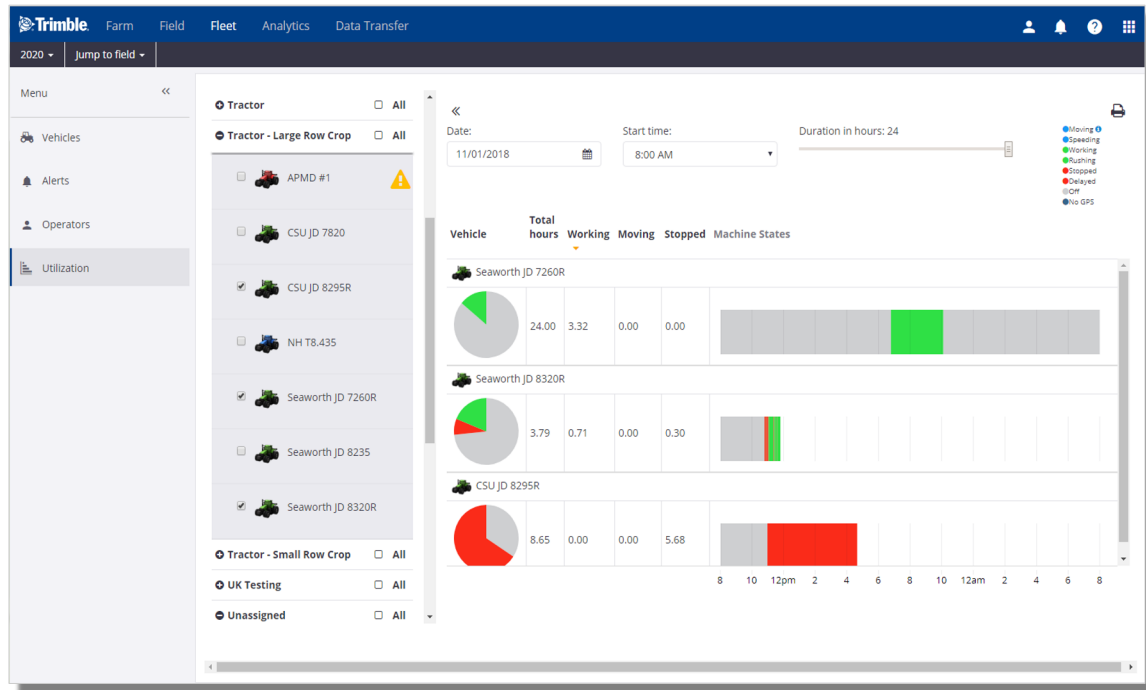 Trimble. Farm Field Fleet Analytics Data Transfer
2020 Jump to field
Menu
Vehicles
Alerts
Operators
Utilization
Tractor All
Tractor - Large Row Crop All
APMD #1
CSU JD 7820
CSU JD 8295R
NH T8.435
Seaworth JD 7260R
Seaworth JD 8235
Seaworth JD 8320R
Tractor - Small Row Crop All
UK Testing All
Unassigned All
Date: Start time: Duration in hours: 24
11/01/2018 8:00 AM
Moving
Speeding
Working
Rushing
Stopped
Delayed
Off
No GPS
Vehicle Total hours Working Moving Stopped Machine States
Seaworth JD 7260R
24.00 3.32 0.00 0.00
Seaworth JD 8320R
3.79 0.71 0.00 0.30
CSU JD 8295R
8.65 0.00 0.00 5.68
8 10 12pm 2 4 6 8 10 12am 2 4 6 8